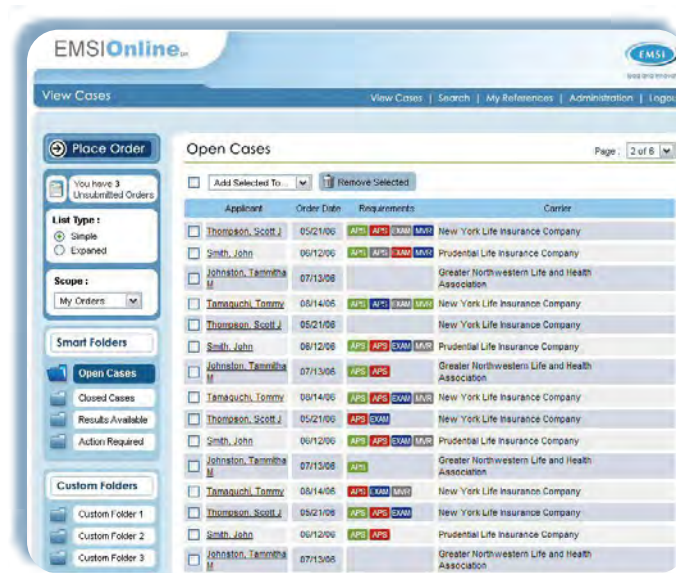 EMSIOnline
EMSI
View Cases
View Cases | Search | My References | Administration | Logou
Place Order
You have 3
Unsubmitted Orders
List Type :
Simple
Expaned
Scope :
My Orders
Smart Folders
Open Cases
Closed Cases
Results Available
Action Required
Custom Folders
Custom Folder 1
Custom Folder 2
Custom Folder 3
Open Cases
Page : 2 of 6
Add Selected To...
Remove Selected
Applicant Order Date Requirements Carrier
Thompson, Scott J 05/21/06 APS APS EXAM MVR New York Life Insurance Company
Smith, John 06/12/06 APS APS EXAM MVR Prudential Life Insurance Company
Johnston, Tammitha
M
07/13/06
Greater Northwestern Life and Health
Association
Tamaguchi, Tommy 08/14/06 APS APS EXAM MVR New York Life Insurance Company
Thompson, Scott J 05/21/06 New York Life Insurance Company
Smith, John 06/12/06 APS APS EXAM MVR Prudential Life Insurance Company
Johnston, Tammitha
M
07/13/06 APS APS
Greater Northwestern Life and Health
Association
Tamaguchi, Tommy 08/14/06 APS APS EXAM MVR New York Life Insurance Company
Thompson, Scott J 05/21/06 APS EXAM New York Life Insurance Company
Smith, John 06/12/06 APS APS EXAM MVR Prudential Life Insurance Company
Johnston, Tammitha
M
07/13/06 APS
Greater Northwestern Life and Health
Association
Tamaguchi, Tommy 08/14/06 APS EXAM MVR New York Life Insurance Company
Thompson, Scott J 05/21/06 APS APS EXAM New York Life Insurance Company
Smith, John 06/12/06 APS APS Prudential Life Insurance Company
Johnston, Tammitha
M
07/13/06
Greater Northwestern Life and Health
Association